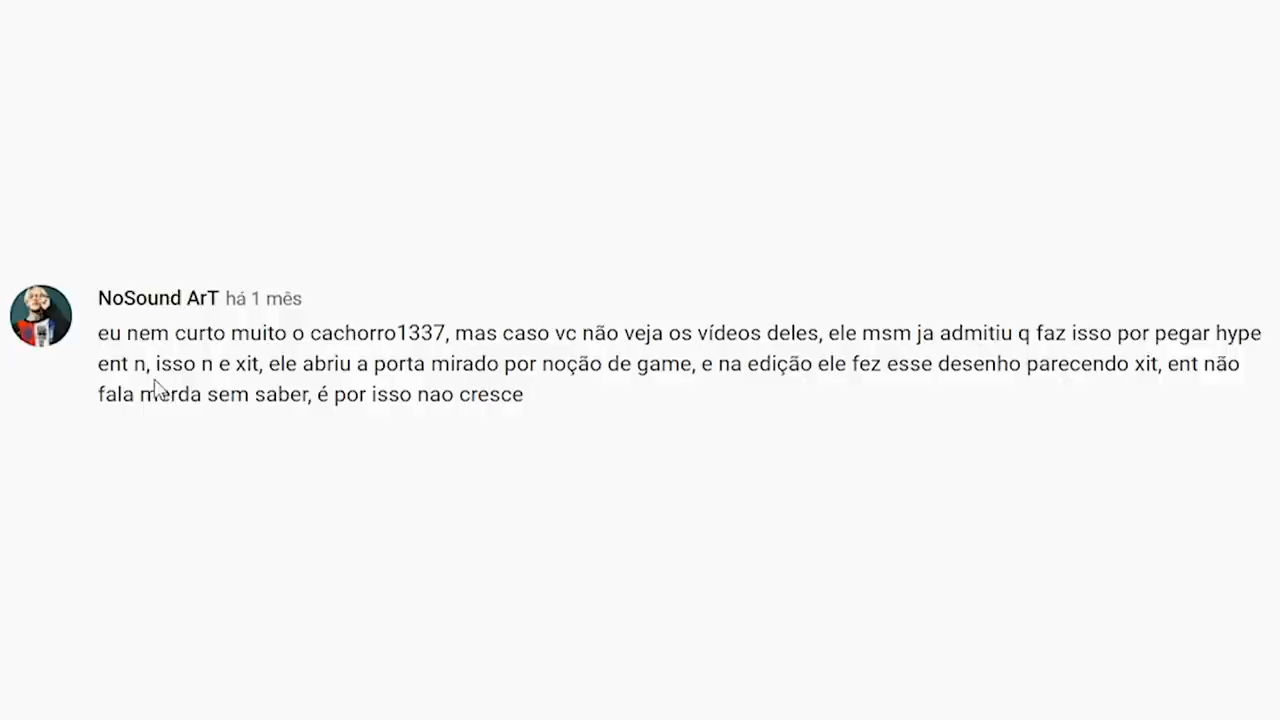 NoSound ArT há 1 mês
eu nem curto muito o cachorro1337, mas caso vc não veja os vídeos deles, ele msm ja admitiu q faz isso por pegar hype
ent n, isso n e xit, ele abriu a porta mirado por noção de game, e na edição ele fez esse desenho parecendo xit, ent não
fala merda sem saber, é por isso nao cresce